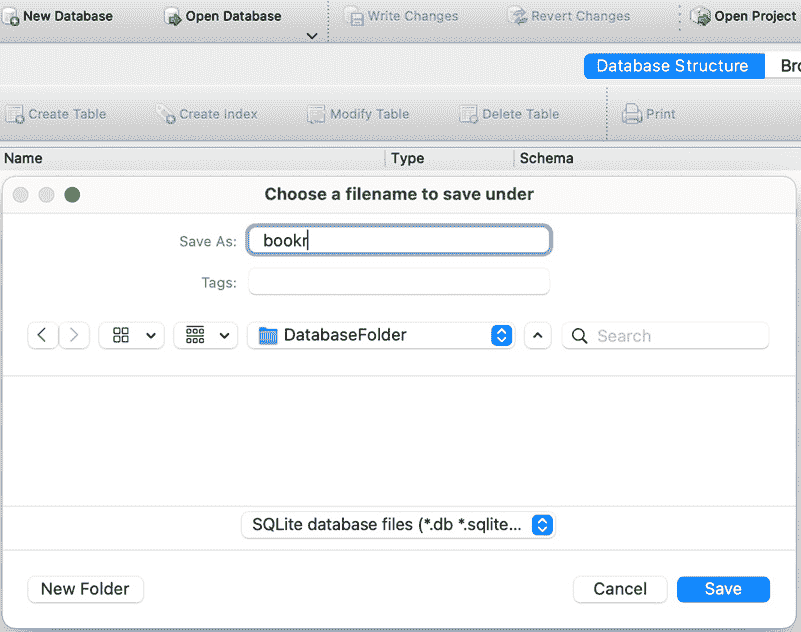 New Database Open Database Write Changes Revert Changes Open Project
Database Structure Bro
Create Table Create Index Modify Table Delete Table Print
Name Type Schema
Choose a filename to save under
Save As: bookr
Tags:
DatabaseFolder Search
SQLite database files (*.db *.sqlite...
New Folder Cancel Save